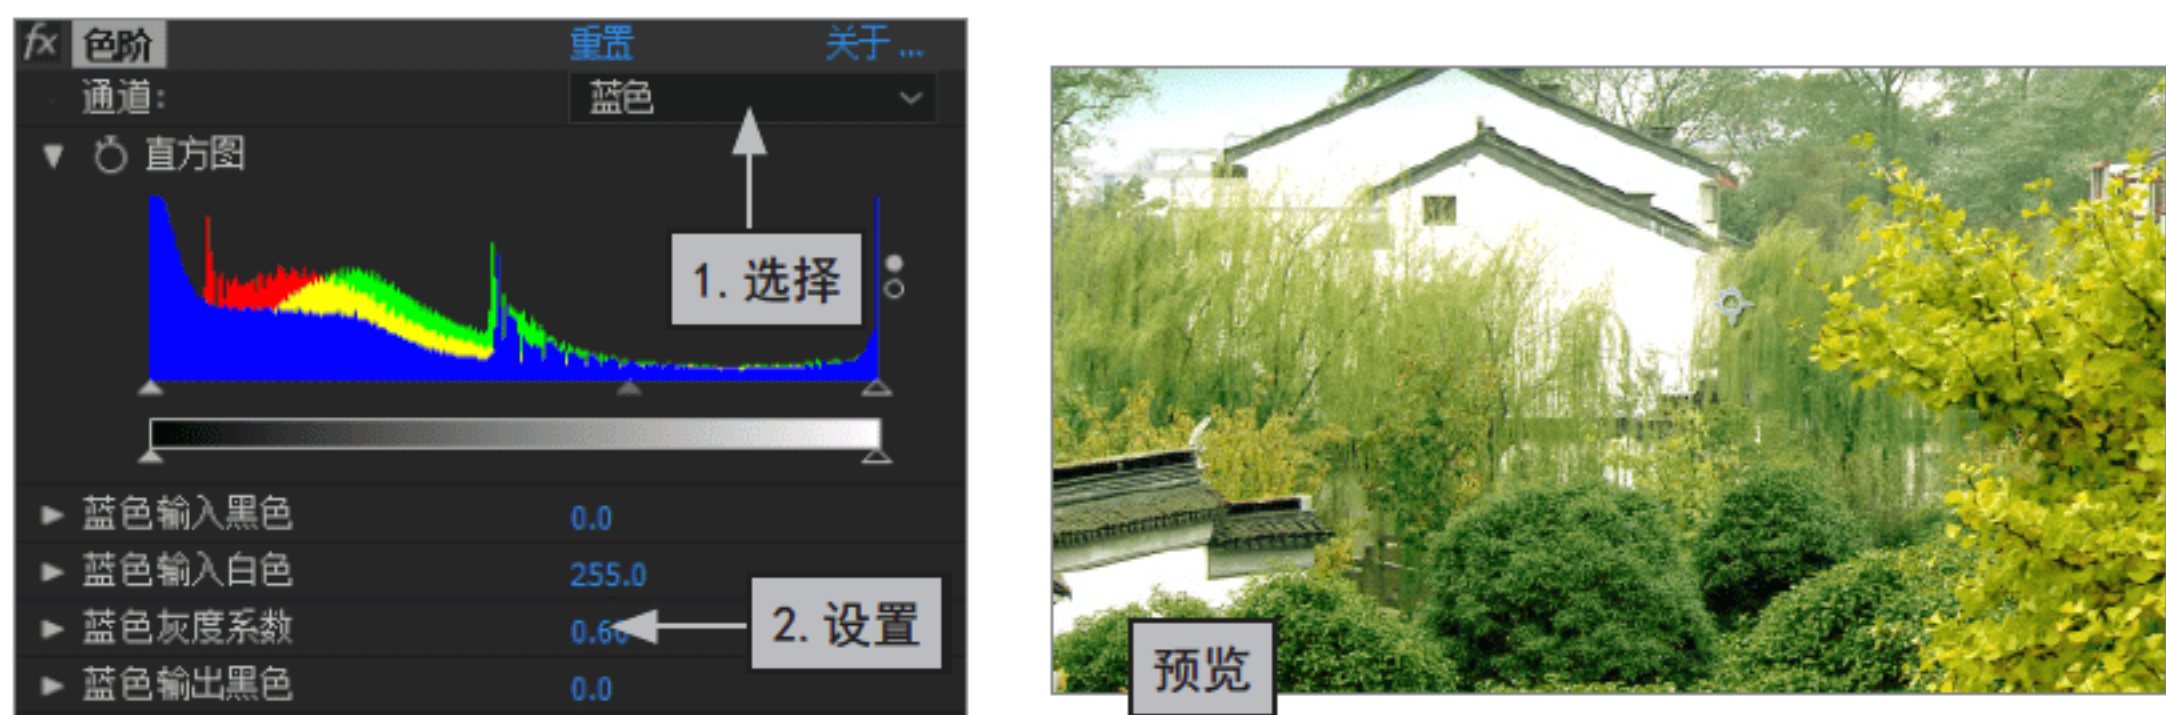 fx 色阶 重置 关于...
通道: 蓝色
直方图
1. 选择
蓝色输入黑色 0.0
蓝色输入白色 255.0
蓝色灰度系数 0.60
2. 设置
蓝色输出黑色 0.0
预览